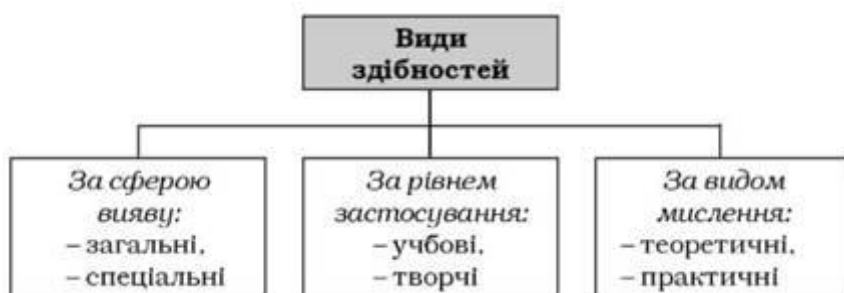 Види
здібностей
За сферою
вияву:
– загальні,
– спеціальні
За рівнем
застосування:
– учбові,
– творчі
За видом
мислення:
– теоретичні,
– практичні